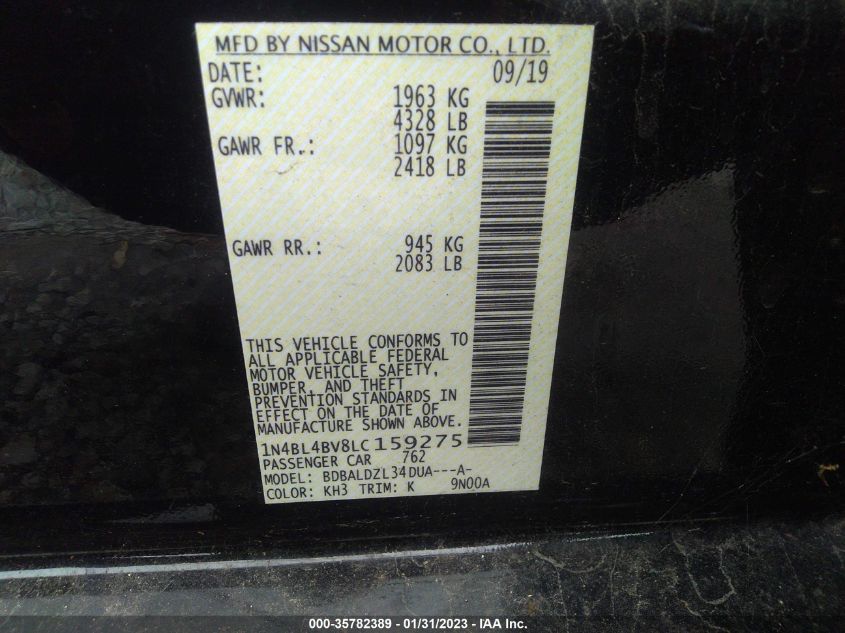 MFD BY NISSAN MOTOR CO., LTD.
DATE: 09/19
GVWR: 1963 KG
4328 LB
GAWR FR.: 1097 KG
2418 LB
GAWR RR.: 945 KG
2083 LB
THIS VEHICLE CONFORMS TO
ALL APPLICABLE FEDERAL
MOTOR VEHICLE SAFETY,
BUMPER, AND THEFT
PREVENTION STANDARDS IN
EFFECT ON THE DATE OF
MANUFACTURE SHOWN ABOVE.
1N4BL4BV8LC159275
PASSENGER CAR 762
MODEL: BDBALDZL34DUA---A-
COLOR: KH3 TRIM: K 9N00A
000-35782389 - 01/31/2023 - IAA Inc.